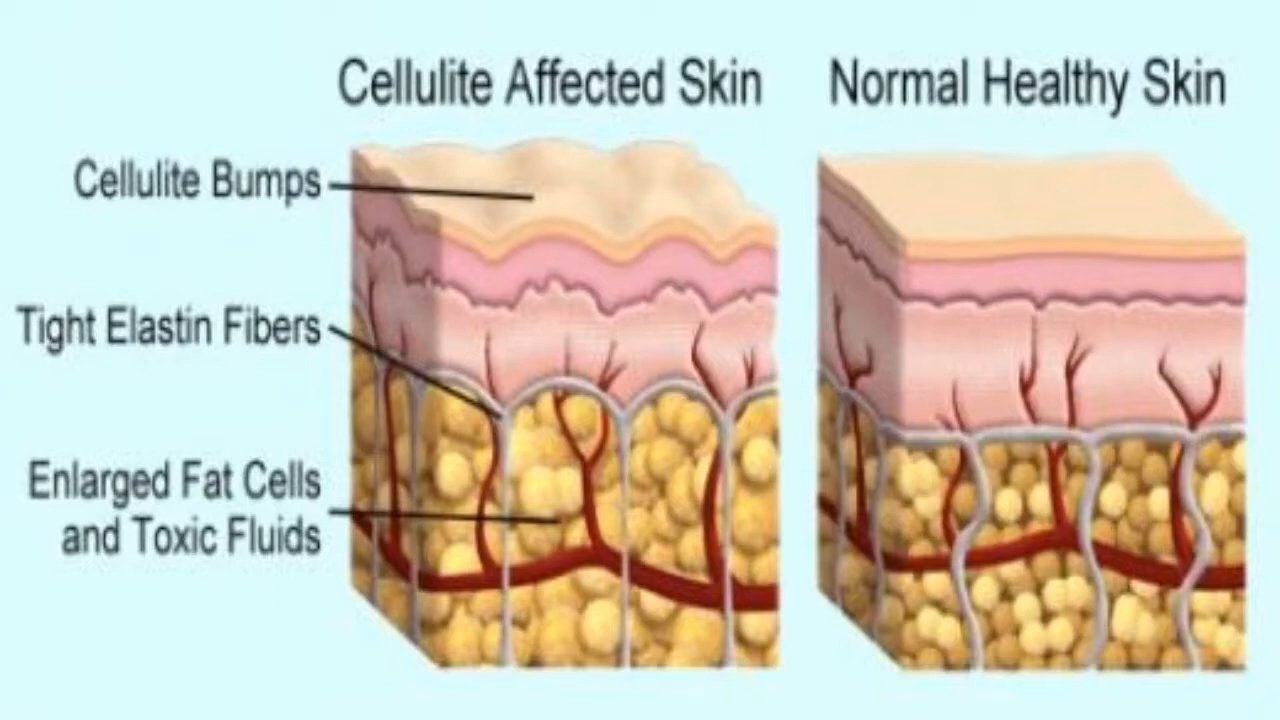 Cellulite Affected Skin
Normal Healthy Skin
Cellulite Bumps
Tight Elastin Fibers
Enlarged Fat Cells
and Toxic Fluids